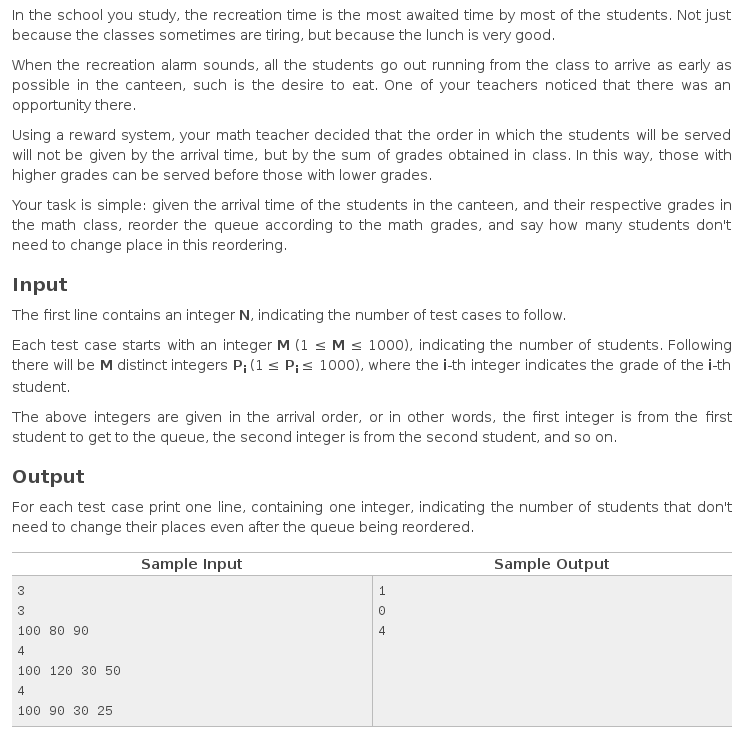 In the school you study, the recreation time is the most awaited time by most of the students. Not just
because the classes sometimes are tiring, but because the lunch is very good.
When the recreation alarm sounds, all the students go out running from the class to arrive as early as
possible in the canteen, such is the desire to eat. One of your teachers noticed that there was an
opportunity there.
Using a reward system, your math teacher decided that the order in which the students will be served
will not be given by the arrival time, but by the sum of grades obtained in class. In this way, those with
higher grades can be served before those with lower grades.
Your task is simple: given the arrival time of the students in the canteen, and their respective grades in
the math class, reorder the queue according to the math grades, and say how many students don't
need to change place in this reordering.
Input
The first line contains an integer N, indicating the number of test cases to follow.
Each test case starts with an integer M (1 ≤ M ≤ 1000), indicating the number of students. Following
there will be M distinct integers Pi (1 ≤ Pi ≤ 1000), where the i-th integer indicates the grade of the i-th
student.
The above integers are given in the arrival order, or in other words, the first integer is from the first
student to get to the queue, the second integer is from the second student, and so on.
Output
For each test case print one line, containing one integer, indicating the number of students that don't
need to change their places even after the queue being reordered.
Sample Input Sample Output
3 1
3 0
100 80 90 4
4
100 120 30 50
4
100 90 30 25